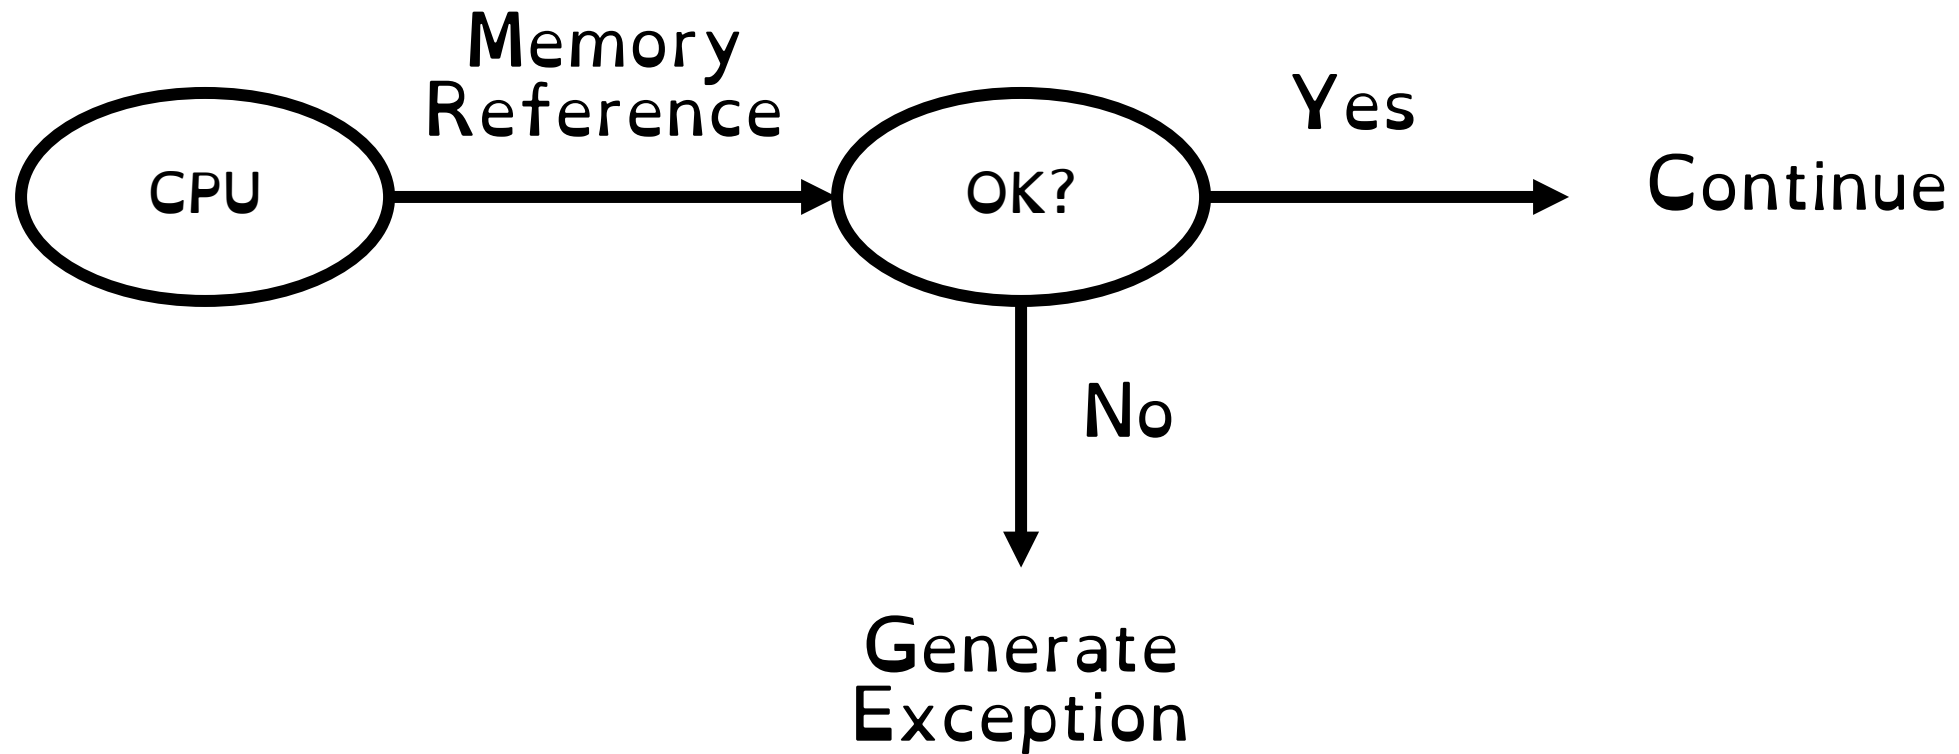 Memory
Reference
CPU
OK?
Yes
Continue
No
Generate
Exception